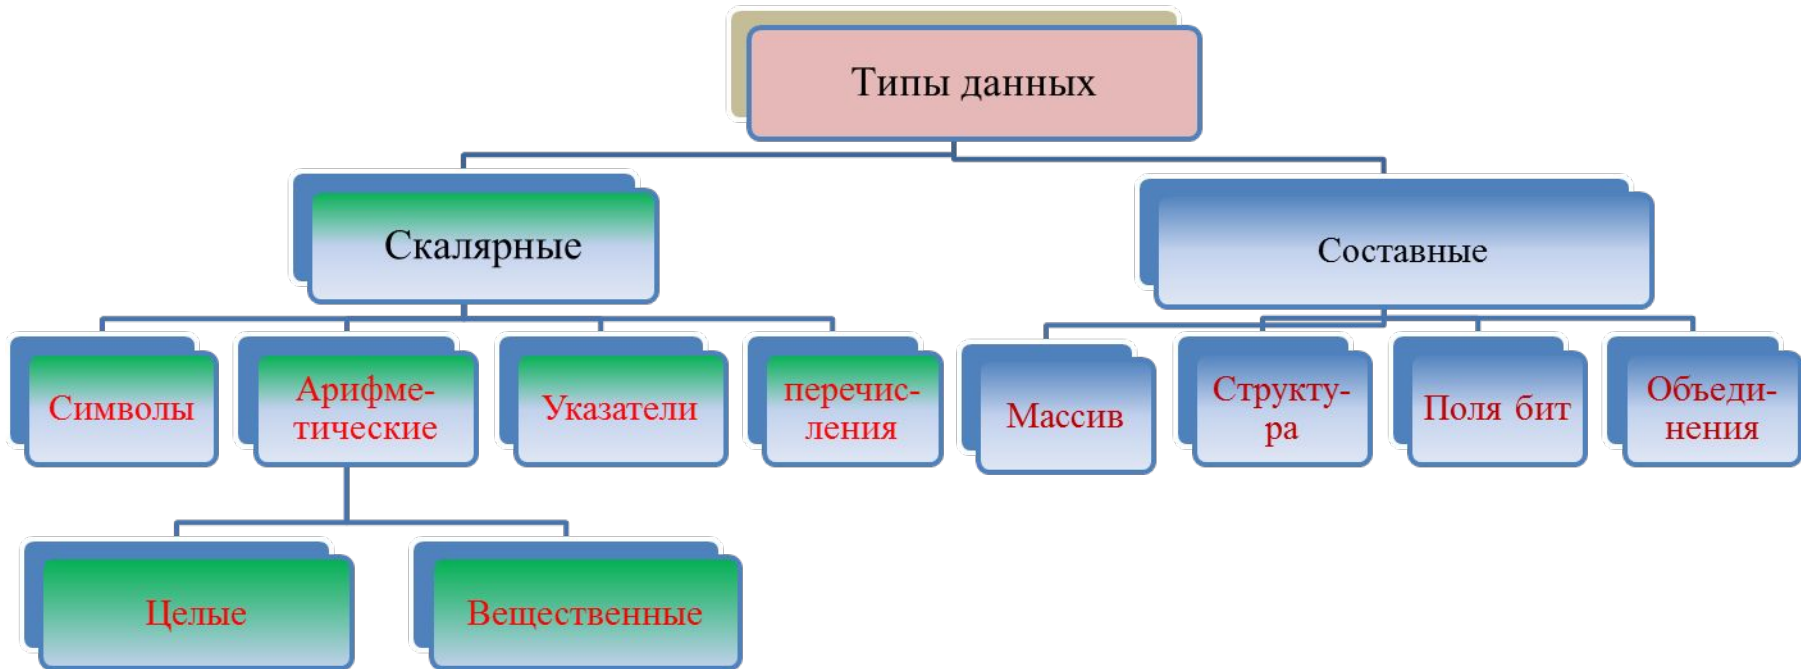 Типы данных
Скалярные
Составные
Символы
Арифме-
тические
Указатели
перечис-
ления
Массив
Структу-
ра
Поля бит
Объеди-
нения
Целые
Вещественные